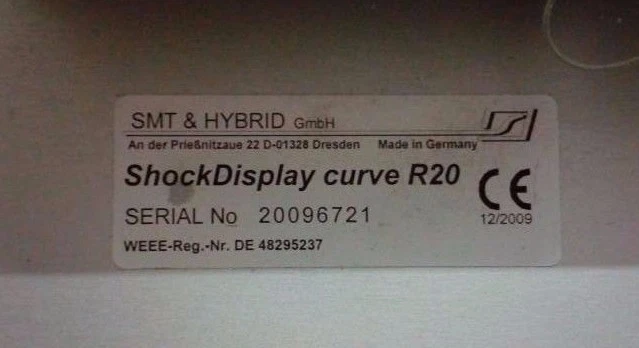 SMT & HYBRID GmbH
An der Prießnitzaue 22 D-01328 Dresden Made in Germany
ShockDisplay curve R20
CE
SERIAL No 20096721
12/2009
WEEE-Reg.-Nr. DE 48295237